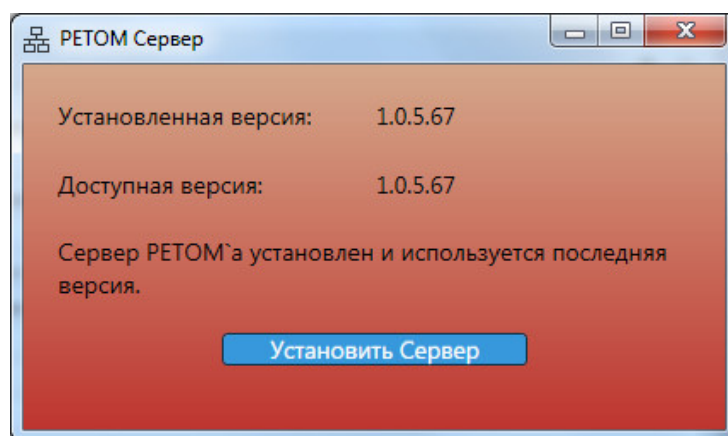 РЕТОМ Сервер
Установленная версия: 1.0.5.67
Доступная версия: 1.0.5.67
Сервер РЕТОМ`а установлен и используется последняя
версия.
Установить Сервер